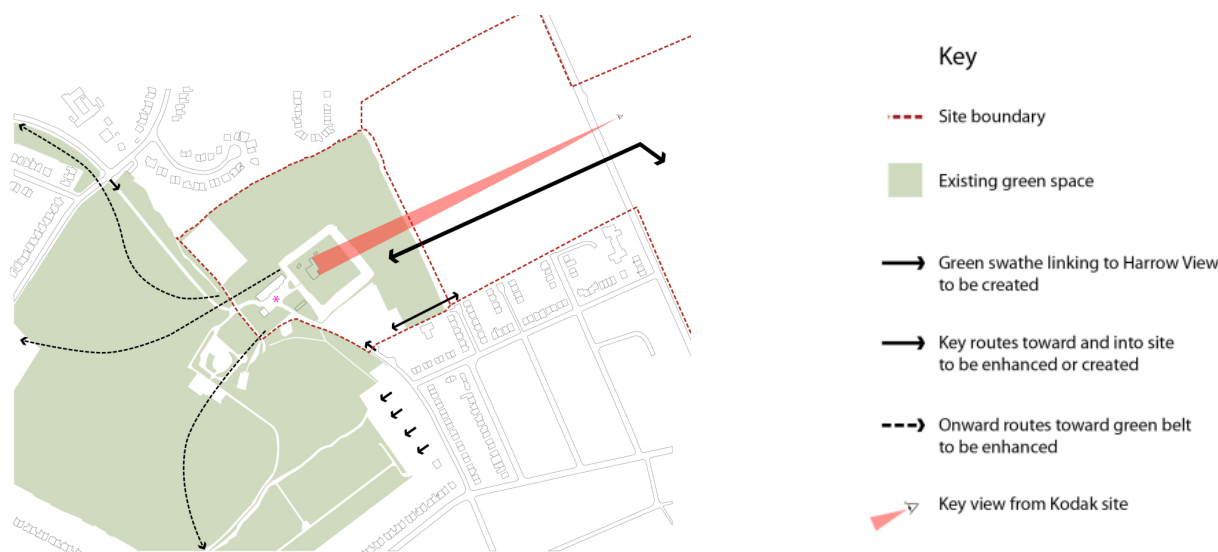 Key
Site boundary
Existing green space
Green swathe linking to Harrow View
to be created
Key routes toward and into site
to be enhanced or created
Onward routes toward green belt
to be enhanced
Key view from Kodak site